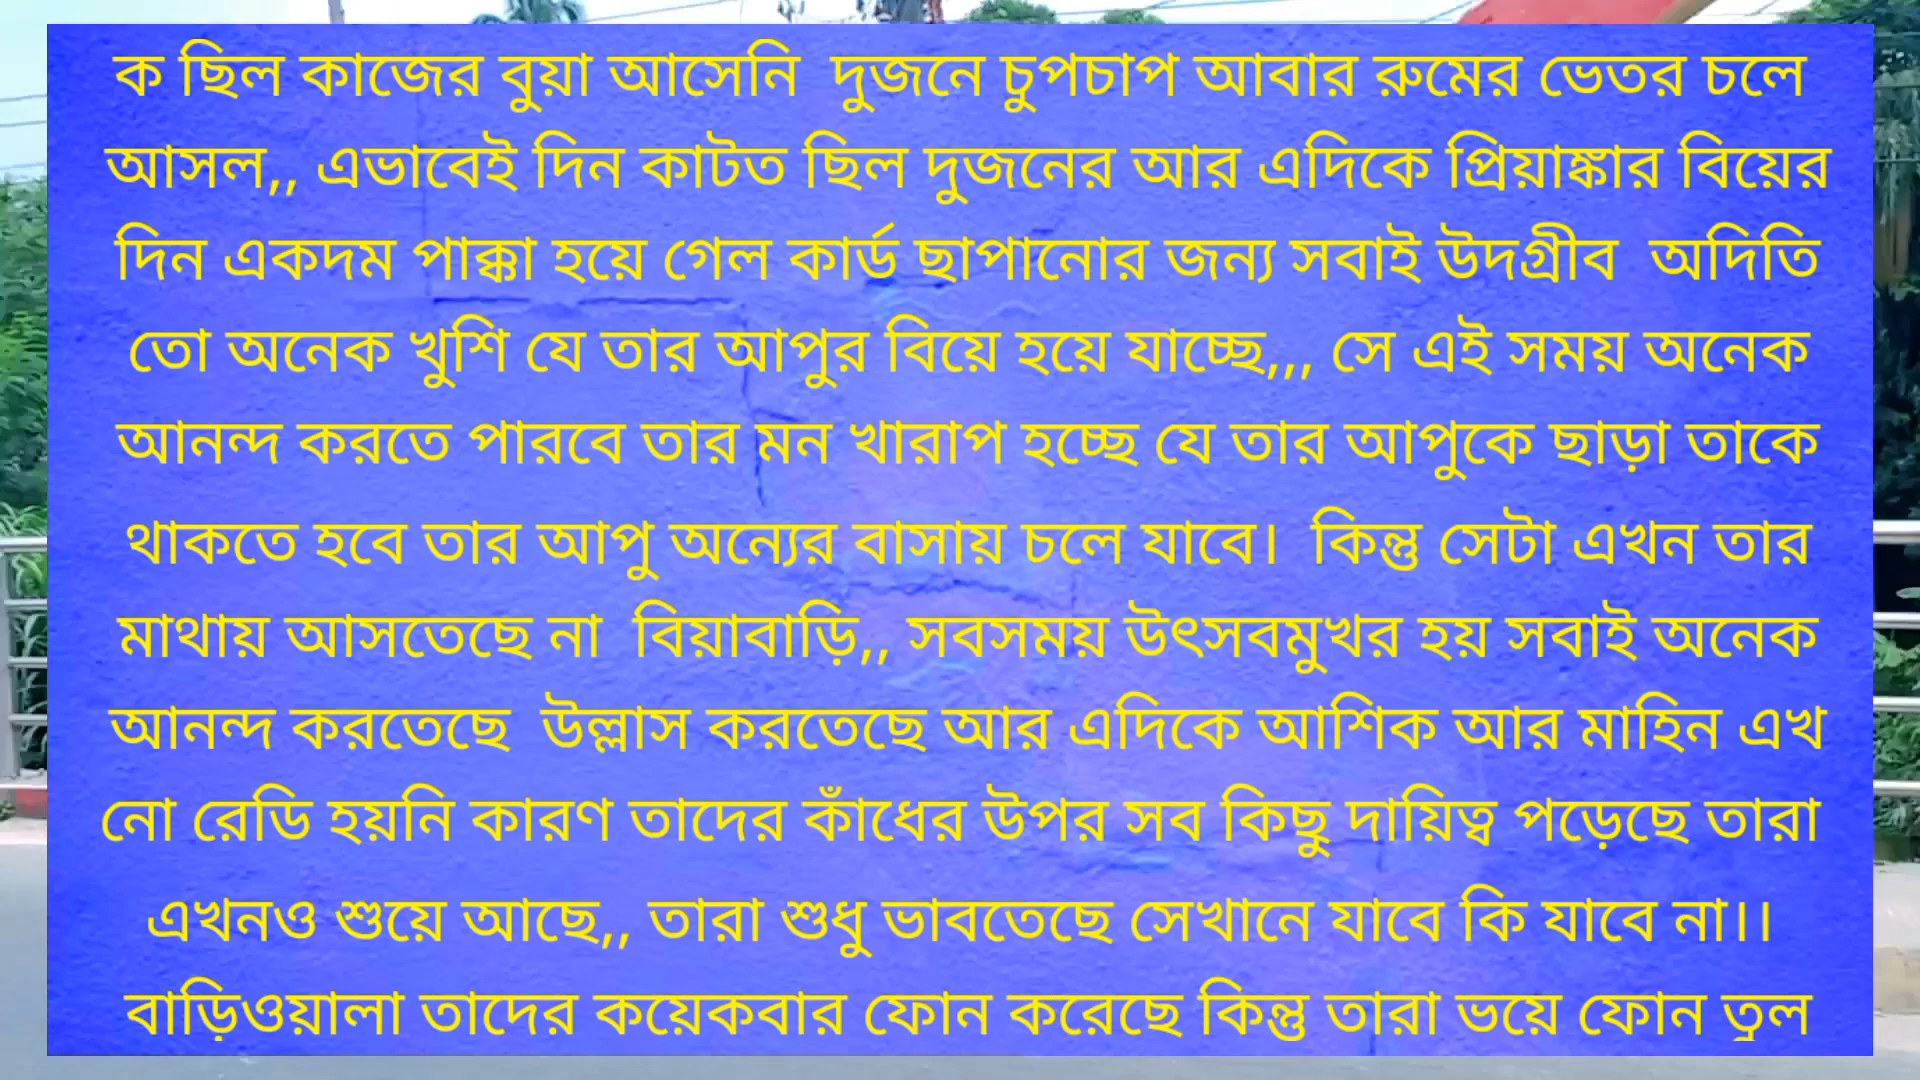 ক ছিল কাজের বুয়া আসেনি  দুজনে চুপচাপ আবার রুমের ভেতর চলে
আসল,, এভাবেই দিন কাটত ছিল দুজনের আর এদিকে প্রিয়াঙ্কার বিয়ের
দিন একদম পাক্কা হয়ে গেল কার্ড ছাপানোর জন্য সবাই উদগ্রীব  অদিতি
তো অনেক খুশি যে তার আপুর বিয়ে হয়ে যাচ্ছে,,, সে এই সময় অনেক
আনন্দ করতে পারবে তার মন খারাপ হচ্ছে যে তার আপুকে ছাড়া তাকে
থাকতে হবে তার আপু অন্যের বাসায় চলে যাবে।  কিন্তু সেটা এখন তার
মাথায় আসতেছে না  বিয়াবাড়ি,, সবসময় উৎসবমুখর হয় সবাই অনেক
আনন্দ করতেছে  উল্লাস করতেছে আর এদিকে আশিক আর মাহিন এখ
নো রেডি হয়নি কারণ তাদের কাঁধের উপর সব কিছু দায়িত্ব পড়েছে তারা
এখনও শুয়ে আছে,, তারা শুধু ভাবতেছে সেখানে যাবে কি যাবে না।।
বাড়িওয়ালা তাদের কয়েকবার ফোন করেছে কিন্তু তারা ভয়ে ফোন তুল